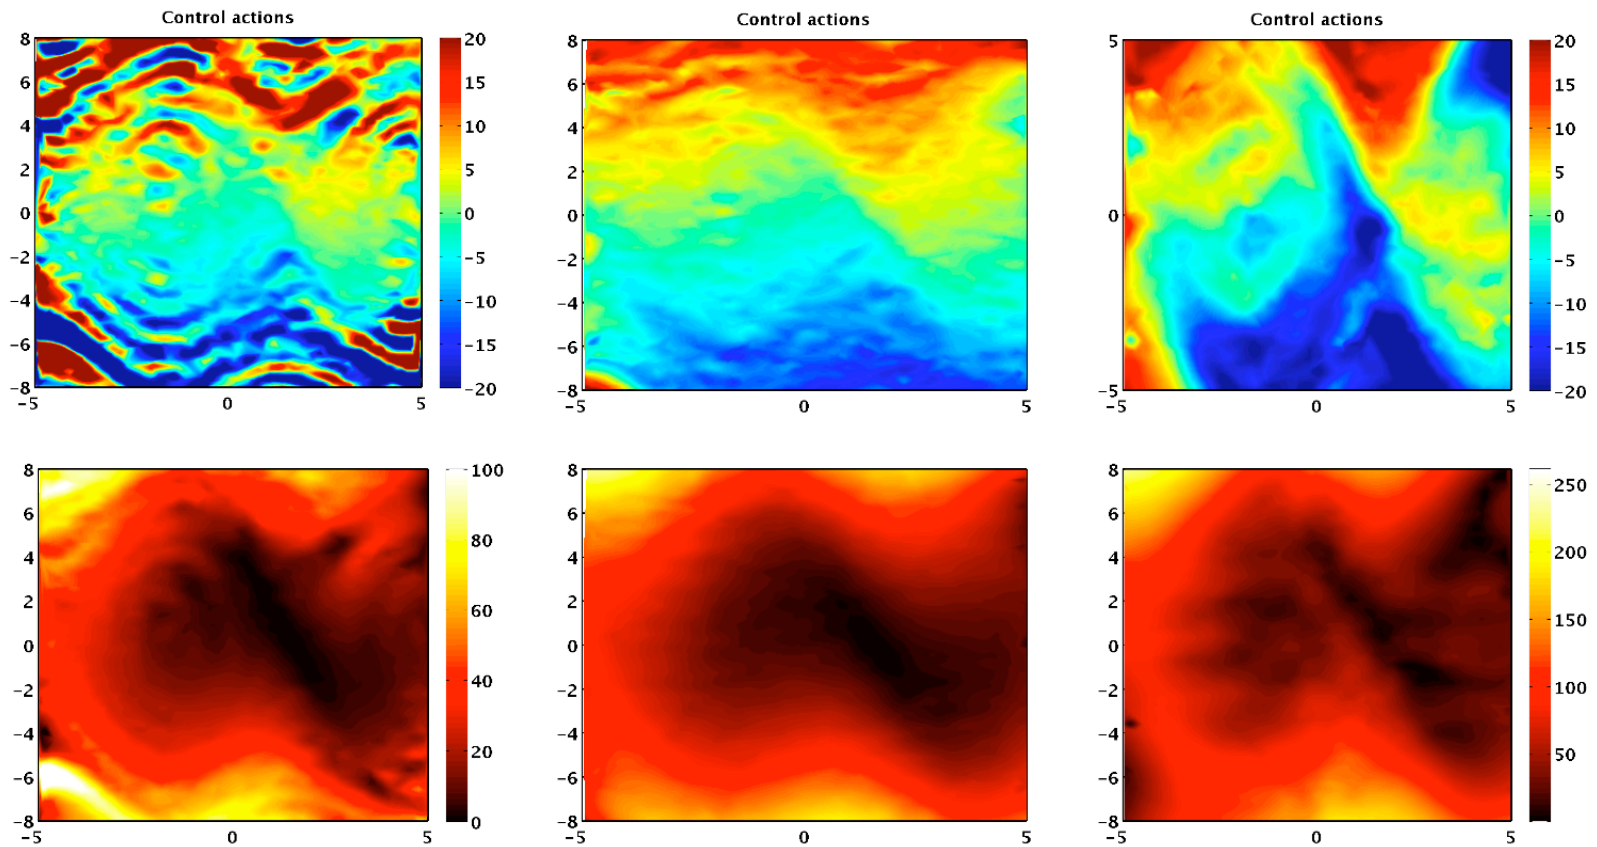 Control actions Control actions Control actions
8 20 8 5 20
6 15 6 15
4 10 4 10
2 5 2 5
0 0 0 0 0
−2 −5 −2 −5
−4 −10 −4 −10
−6 −15 −6 −15
−8 −20 −8 −5 −20
−5 0 5 −5 0 5 −5 0 5
8 100 8 8
6 6 6 250
4 80 4 4 200
2 60 2 2 150
0 0 0
−2 40 −2 −2 100
−4 20 −4 −4
−6 −6 −6 50
−8 0 −8 −8
−5 0 5 −5 0 5 −5 0 5